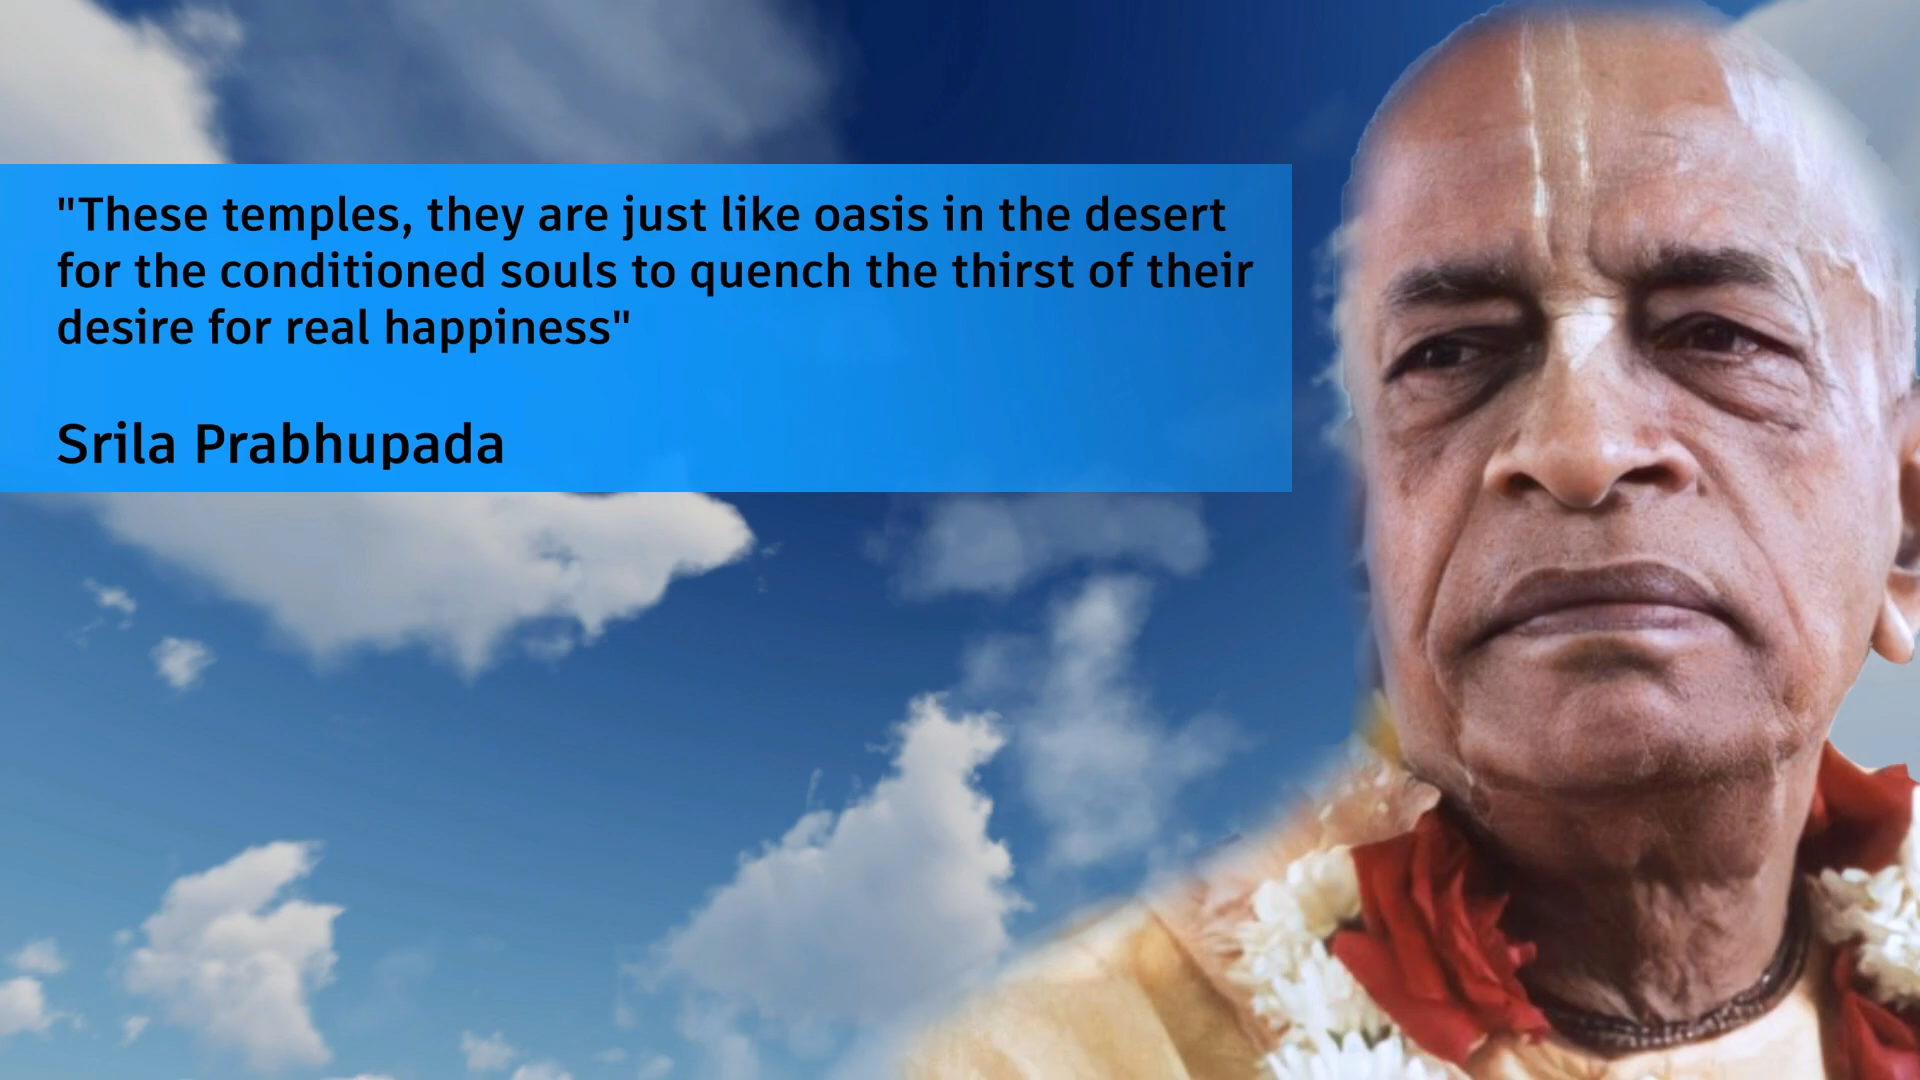 "These temples, they are just like oasis in the desert
for the conditioned souls to quench the thirst of their
desire for real happiness"
Srila Prabhupada